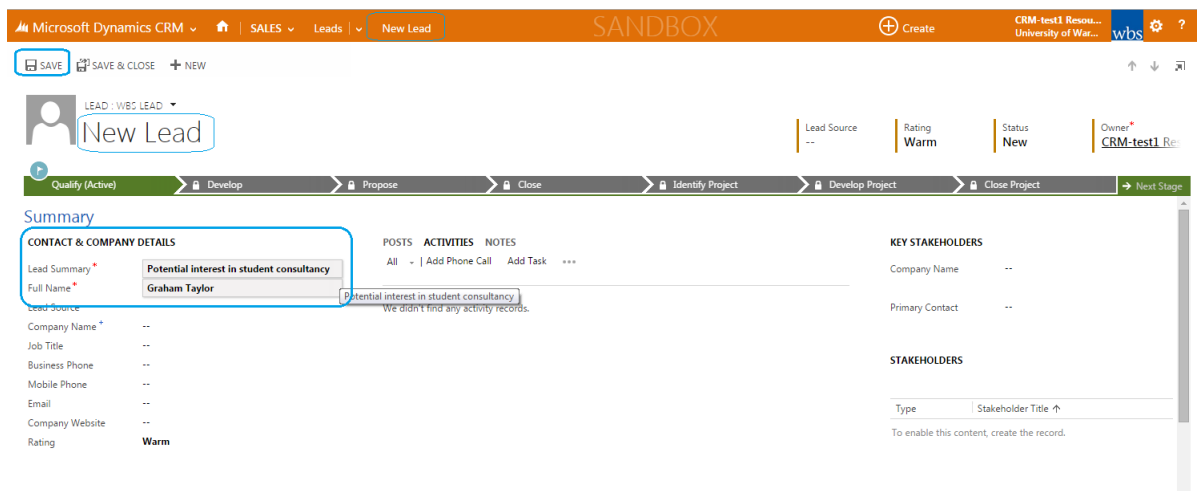 Microsoft Dynamics CRM SALES Leads New Lead SANDBOX Create CRM-test1 Resou... University of War... wbs ?
SAVE SAVE & CLOSE NEW
LEAD : WBS LEAD
New Lead
Lead Source Rating Status Owner*
-- Warm New CRM-test1 Re
Qualify (Active) Develop Propose Close Identify Project Develop Project Close Project Next Stage
Summary
CONTACT & COMPANY DETAILS
Lead Summary* Potential interest in student consultancy
Full Name* Graham Taylor
Lead Source
Company Name+ --
Job Title --
Business Phone --
Mobile Phone --
Email --
Company Website --
Rating Warm
POSTS ACTIVITIES NOTES
All | Add Phone Call Add Task •••
Potential interest in student consultancy
We didn't find any activity records.
KEY STAKEHOLDERS
Company Name --
Primary Contact --
STAKEHOLDERS
Type Stakeholder Title
To enable this content, create the record.